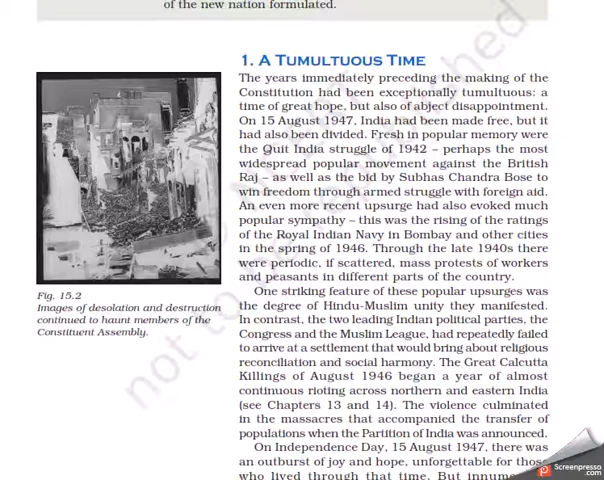 of the new nation formulated.
1. A TUMULTUOUS TIME
The years immediately preceding the making of the
Constitution had been exceptionally tumultuous: a
time of great hope, but also of abject disappointment.
On 15 August 1947, India had been made free, but it
had also been divided. Fresh in popular memory were
the Quit India struggle of 1942 – perhaps the most
widespread popular movement against the British
Raj – as well as the bid by Subhas Chandra Bose to
win freedom through armed struggle with foreign aid.
An even more recent upsurge had also evoked much
popular sympathy – this was the rising of the ratings
of the Royal Indian Navy in Bombay and other cities
in the spring of 1946. Through the late 1940s there
were periodic, if scattered, mass protests of workers
and peasants in different parts of the country.
One striking feature of these popular upsurges was
the degree of Hindu-Muslim unity they manifested.
In contrast, the two leading Indian political parties, the
Congress and the Muslim League, had repeatedly failed
to arrive at a settlement that would bring about religious
reconciliation and social harmony. The Great Calcutta
Killings of August 1946 began a year of almost
continuous rioting across northern and eastern India
(see Chapters 13 and 14). The violence culminated
in the massacres that accompanied the transfer of
populations when the Partition of India was announced.
On Independence Day, 15 August 1947, there was
an outburst of joy and hope, unforgettable for those
who lived through that time. But
Fig. 15.2
Images of desolation and destruction
continued to haunt members of the
Constituent Assembly.
not to be republished
Screenpresso